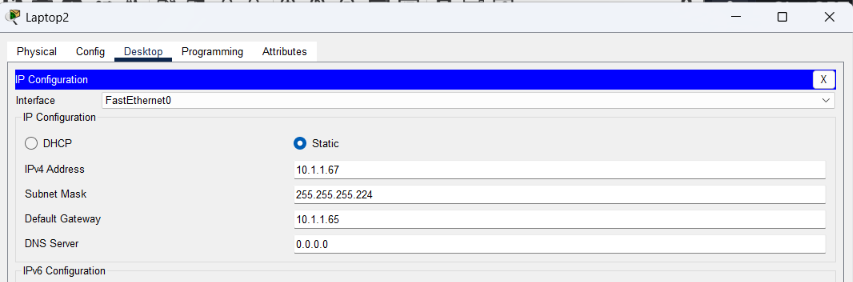 Laptop2
Physical Config Desktop Programming Attributes
IP Configuration X
Interface FastEthernet0
IP Configuration
DHCP Static
IPv4 Address 10.1.1.67
Subnet Mask 255.255.255.224
Default Gateway 10.1.1.65
DNS Server 0.0.0.0
IPv6 Configuration